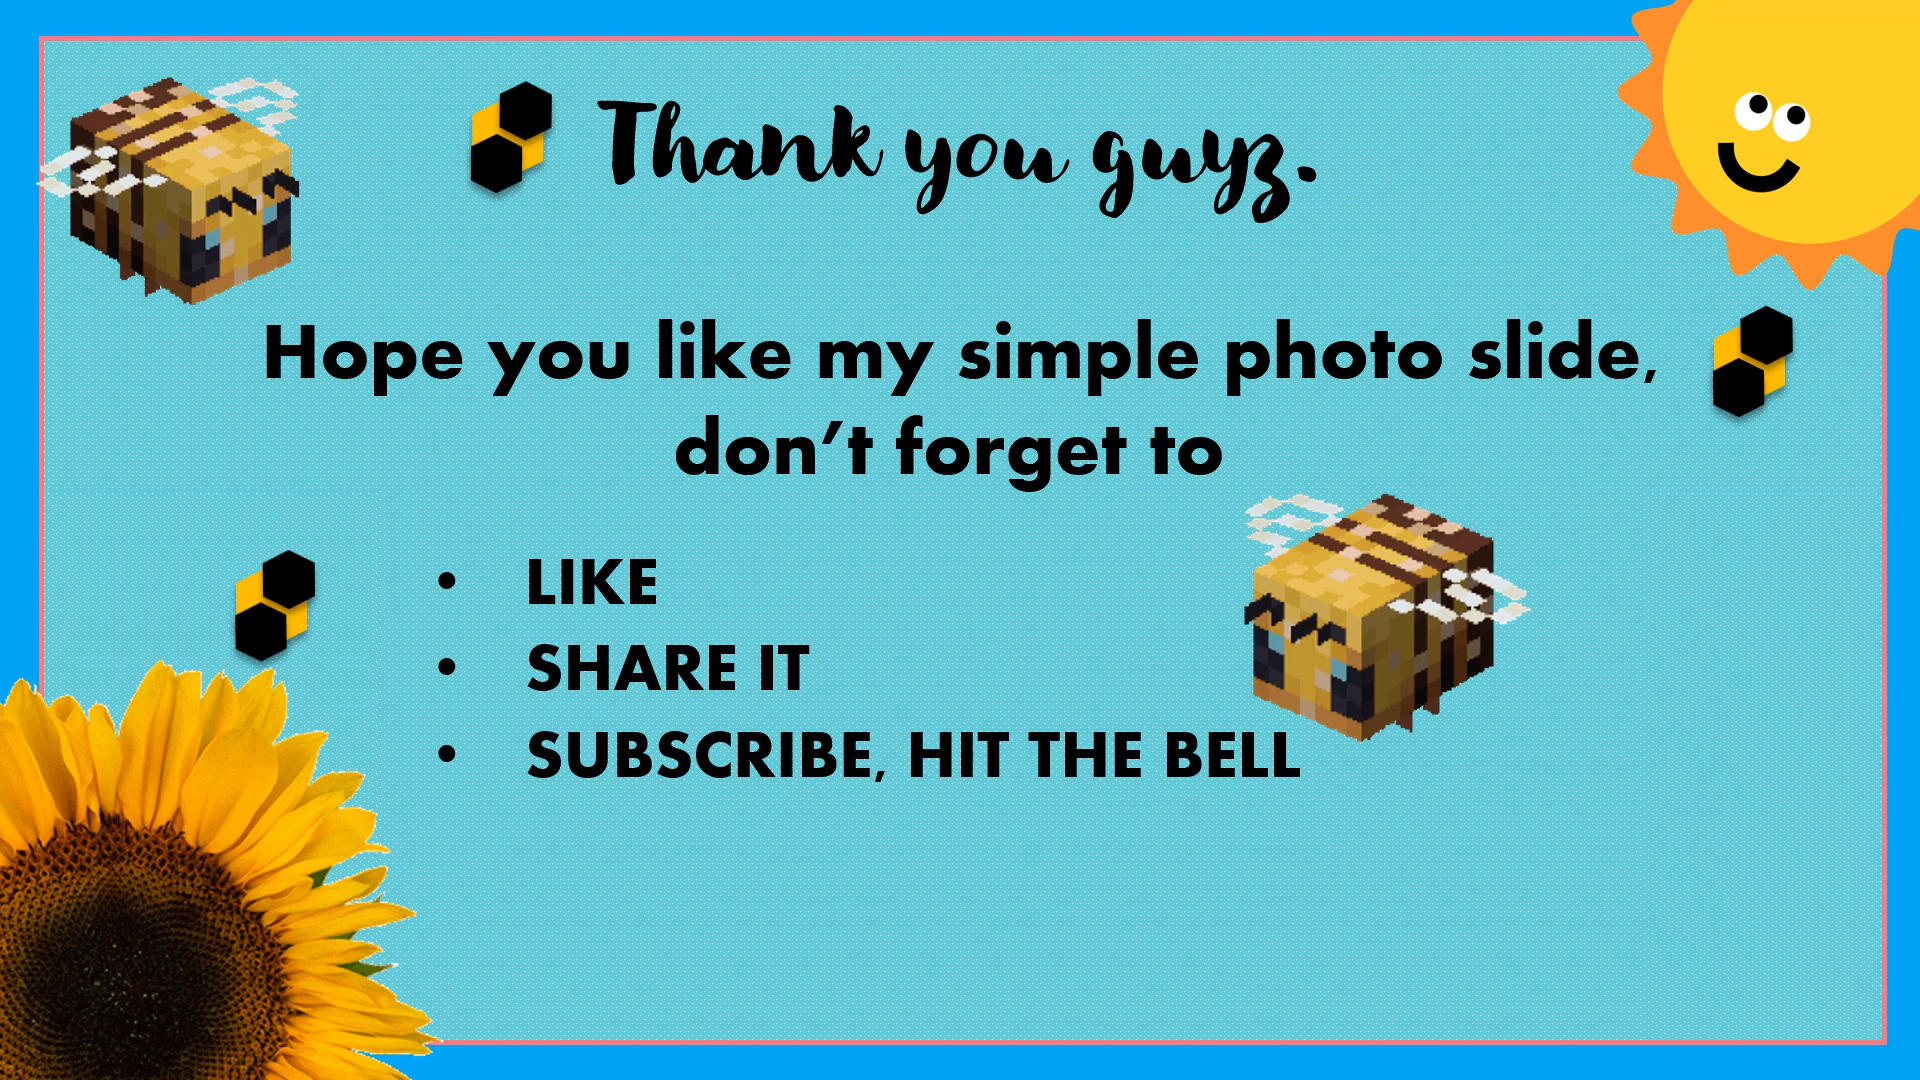 Thank you guyz.
Hope you like my simple photo slide,
don’t forget to
• LIKE
• SHARE IT
• SUBSCRIBE, HIT THE BELL